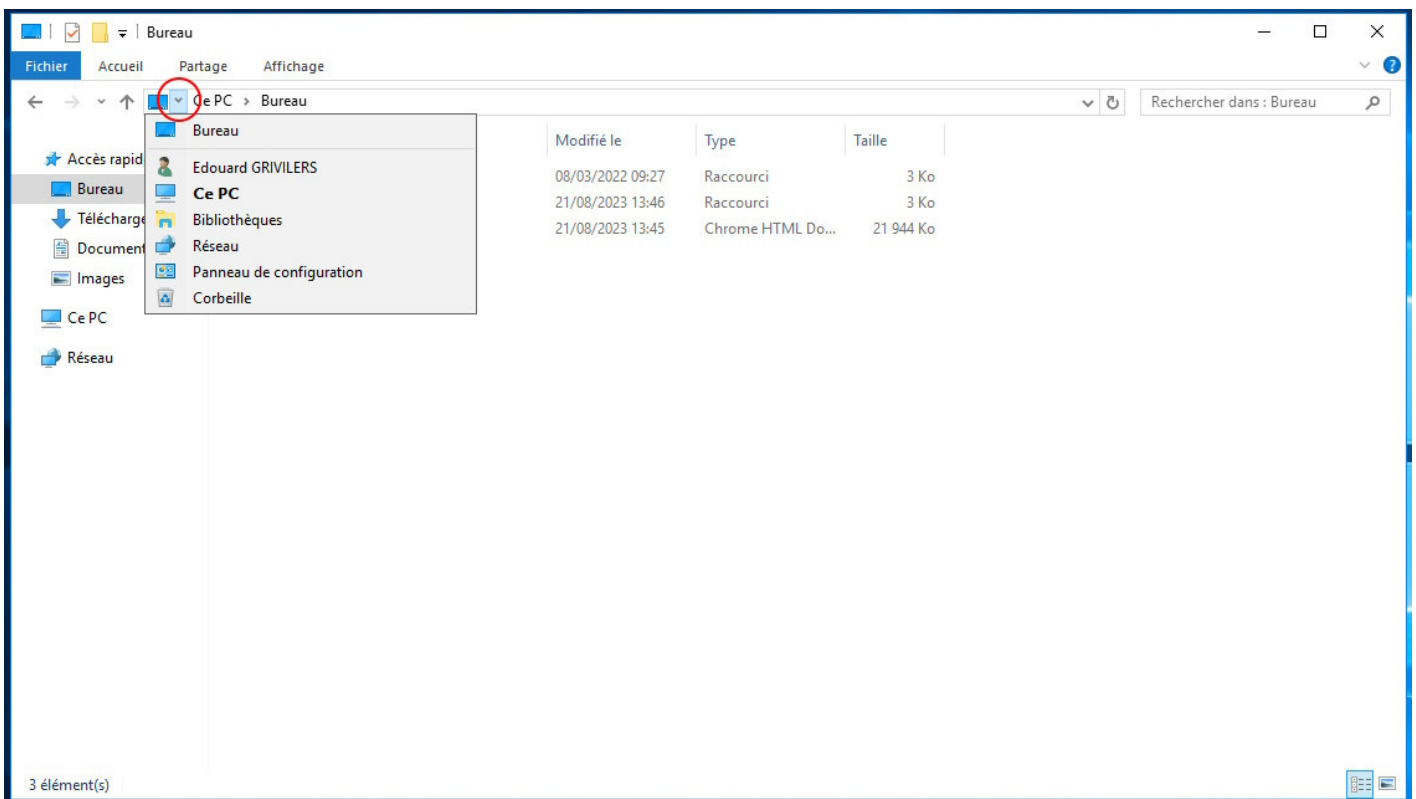 Bureau
Fichier Accueil Partage Affichage
Ce PC > Bureau Rechercher dans : Bureau
Bureau
Edouard GRIVILERS
Ce PC
Bibliothèques
Réseau
Panneau de configuration
Corbeille
Accès rapid
Bureau
Télécharge
Document
Images
Ce PC
Réseau
Modifié le Type Taille
08/03/2022 09:27 Raccourci 3 Ko
21/08/2023 13:46 Raccourci 3 Ko
21/08/2023 13:45 Chrome HTML Do... 21 944 Ko
3 élément(s)